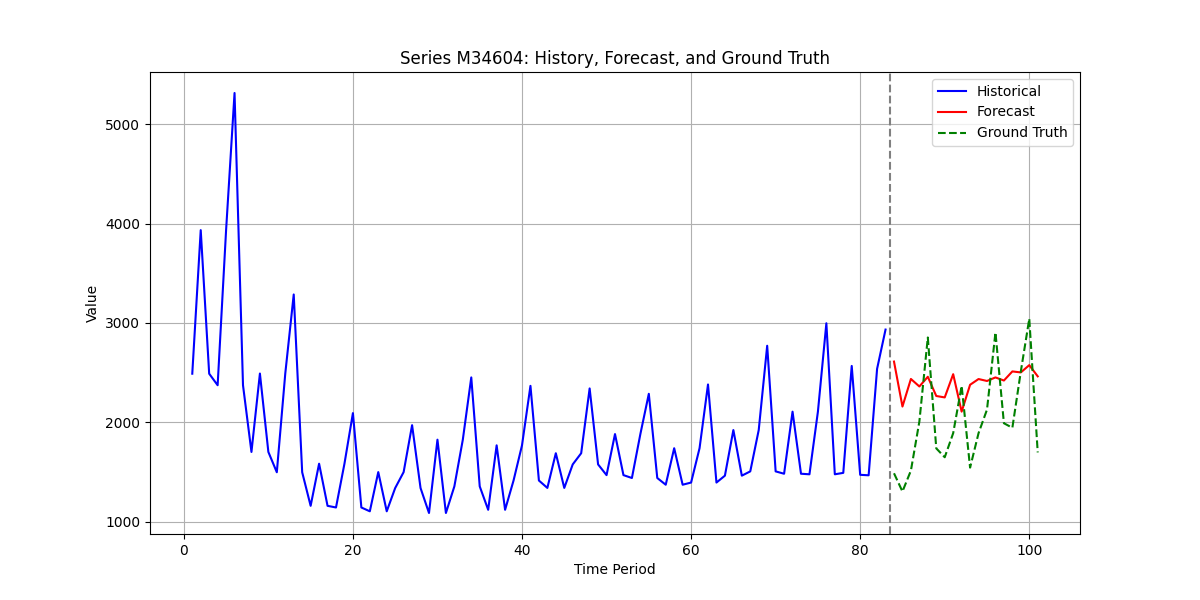 Series M34604: History, Forecast, and Ground Truth
Historical
Forecast
Ground Truth
Value
5000
4000
3000
2000
1000
0
20
40
60
80
100
Time Period